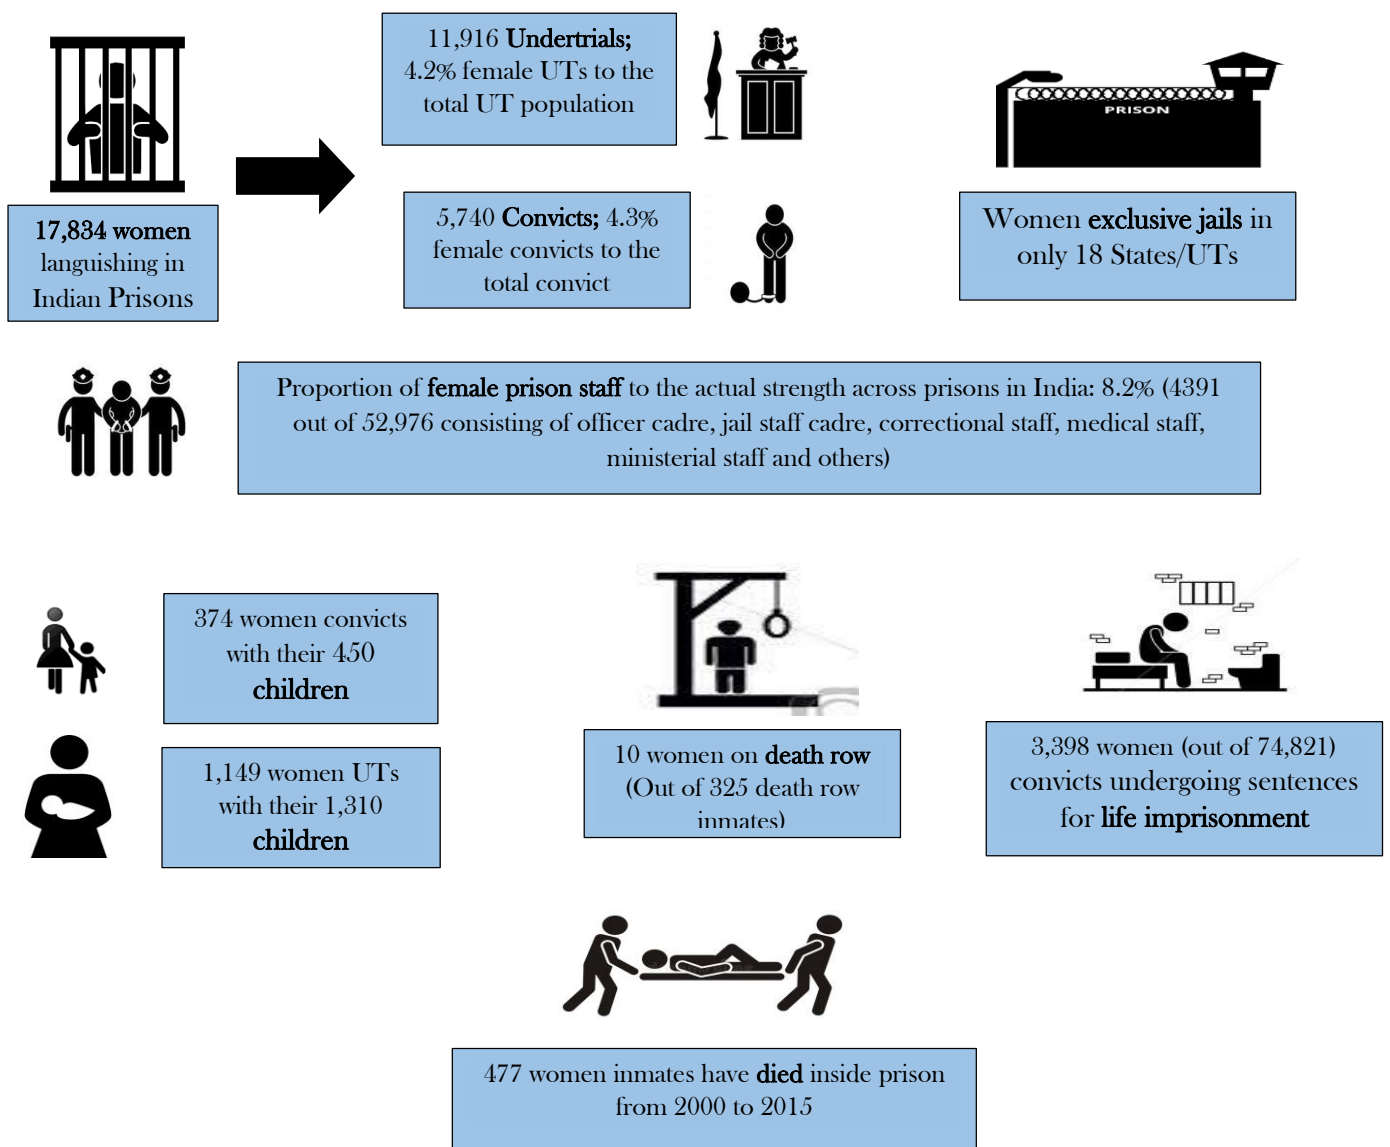 11,916 Undertrials;
4.2% female UTs to the
total UT population
PRISON
17,834 women
languishing in
Indian Prisons
5,740 Convicts; 4.3%
female convicts to the
total convict
Women exclusive jails in
only 18 States/UTs
Proportion of female prison staff to the actual strength across prisons in India: 8.2% (4391
out of 52,976 consisting of officer cadre, jail staff cadre, correctional staff, medical staff,
ministerial staff and others)
374 women convicts
with their 450
children
1,149 women UTs
with their 1,310
children
10 women on death row
(Out of 325 death row
inmates)
3,398 women (out of 74,821)
convicts undergoing sentences
for life imprisonment
477 women inmates have died inside prison
from 2000 to 2015